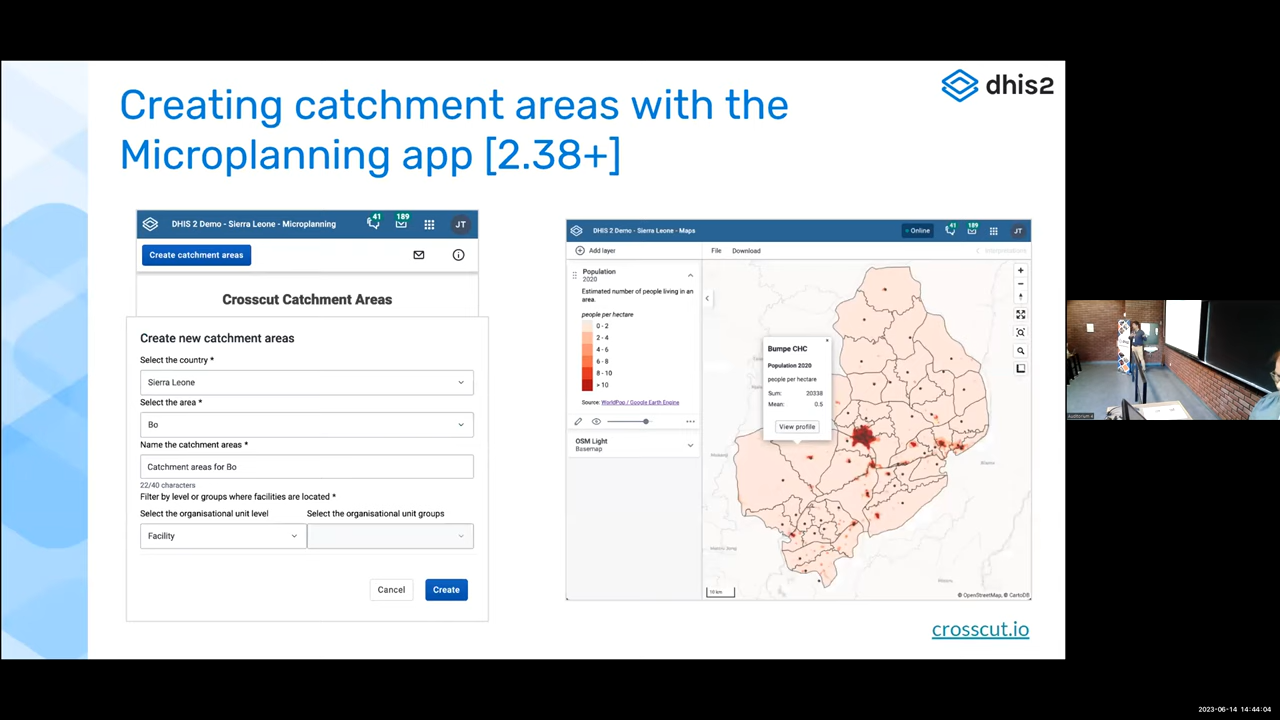 dhis2
Creating catchment areas with the
Microplanning app [2.38+]
DHIS 2 Demo - Sierra Leone - Microplanning
41
189
JT
Create catchment areas
Crosscut Catchment Areas
Create new catchment areas
Select the country *
Sierra Leone
Select the area *
Bo
Name the catchment areas *
Catchment areas for Bo
22/40 characters
Filter by level or groups where facilities are located *
Select the organisational unit level
Select the organisational unit groups
Facility
Cancel
Create
DHIS 2 Demo - Sierra Leone - Maps
Online
41
189
JT
Add layer
File
Download
Interpretations
Population
2020
Estimated number of people living in an
area.
people per hectare
0 - 2
2 - 4
4 - 6
6 - 8
8 - 10
> 10
Source: WorldPop / Google Earth Engine
OSM Light
Basemap
Bumpe CHC
Population 2020
people per hectare
Sum: 20338
Mean: 0.5
View profile
10 km
© OpenStreetMap, © CartoDB
crosscut.io
Auditorium 4
2023-06-14 14:44:04